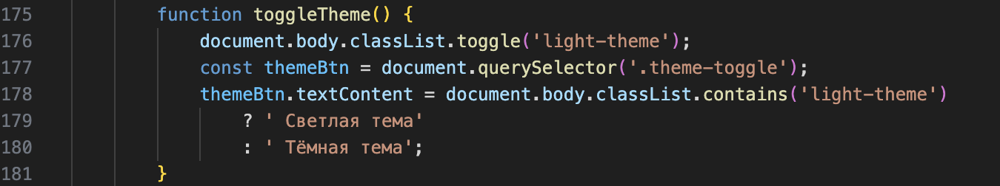 175 function toggleTheme() {
176 document.body.classList.toggle('light-theme');
177 const themeBtn = document.querySelector('.theme-toggle');
178 themeBtn.textContent = document.body.classList.contains('light-theme')
179 ? ' Светлая тема'
180 : ' Тёмная тема';
181 }